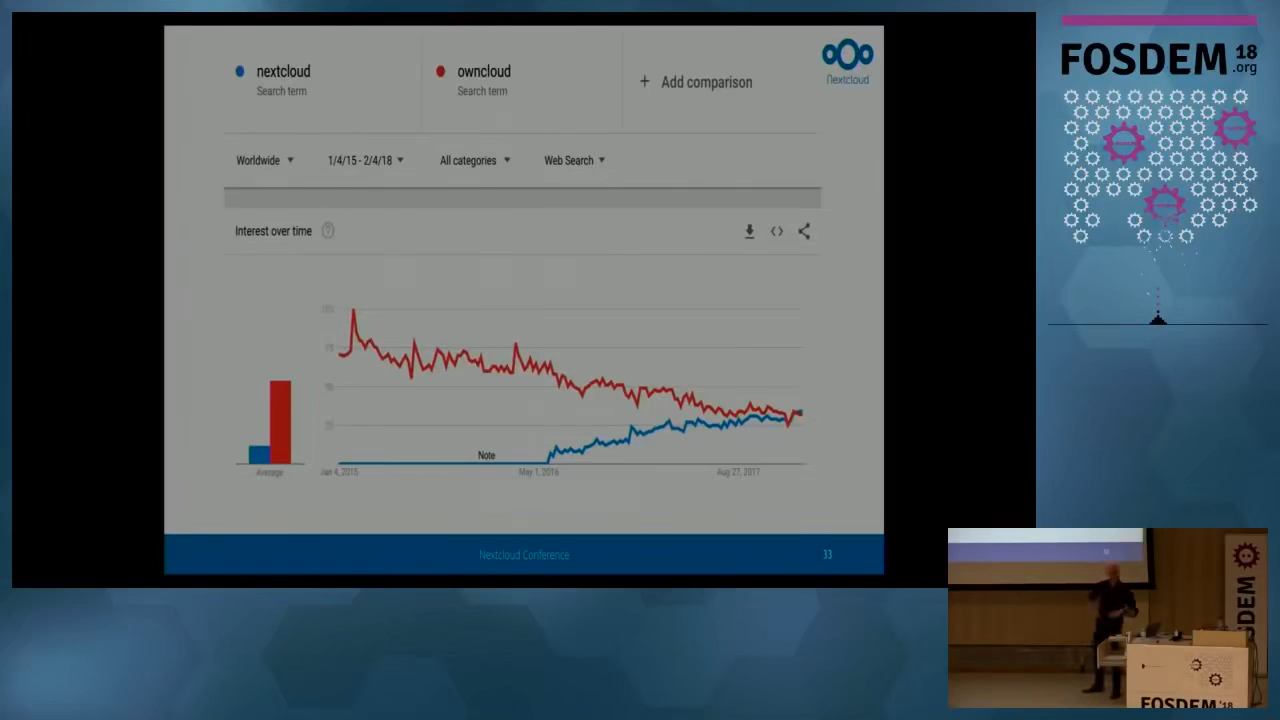 nextcloud
Search term
owncloud
Search term
+ Add comparison
Nextcloud
Worldwide
1/4/15 - 2/4/18
All categories
Web Search
Interest over time
Average
Note
Jan 4, 2015
May 1, 2016
Aug 27, 2017
Nextcloud Conference
33
FOSDEM 18
.org
FOSDEM
FOSDEM '18